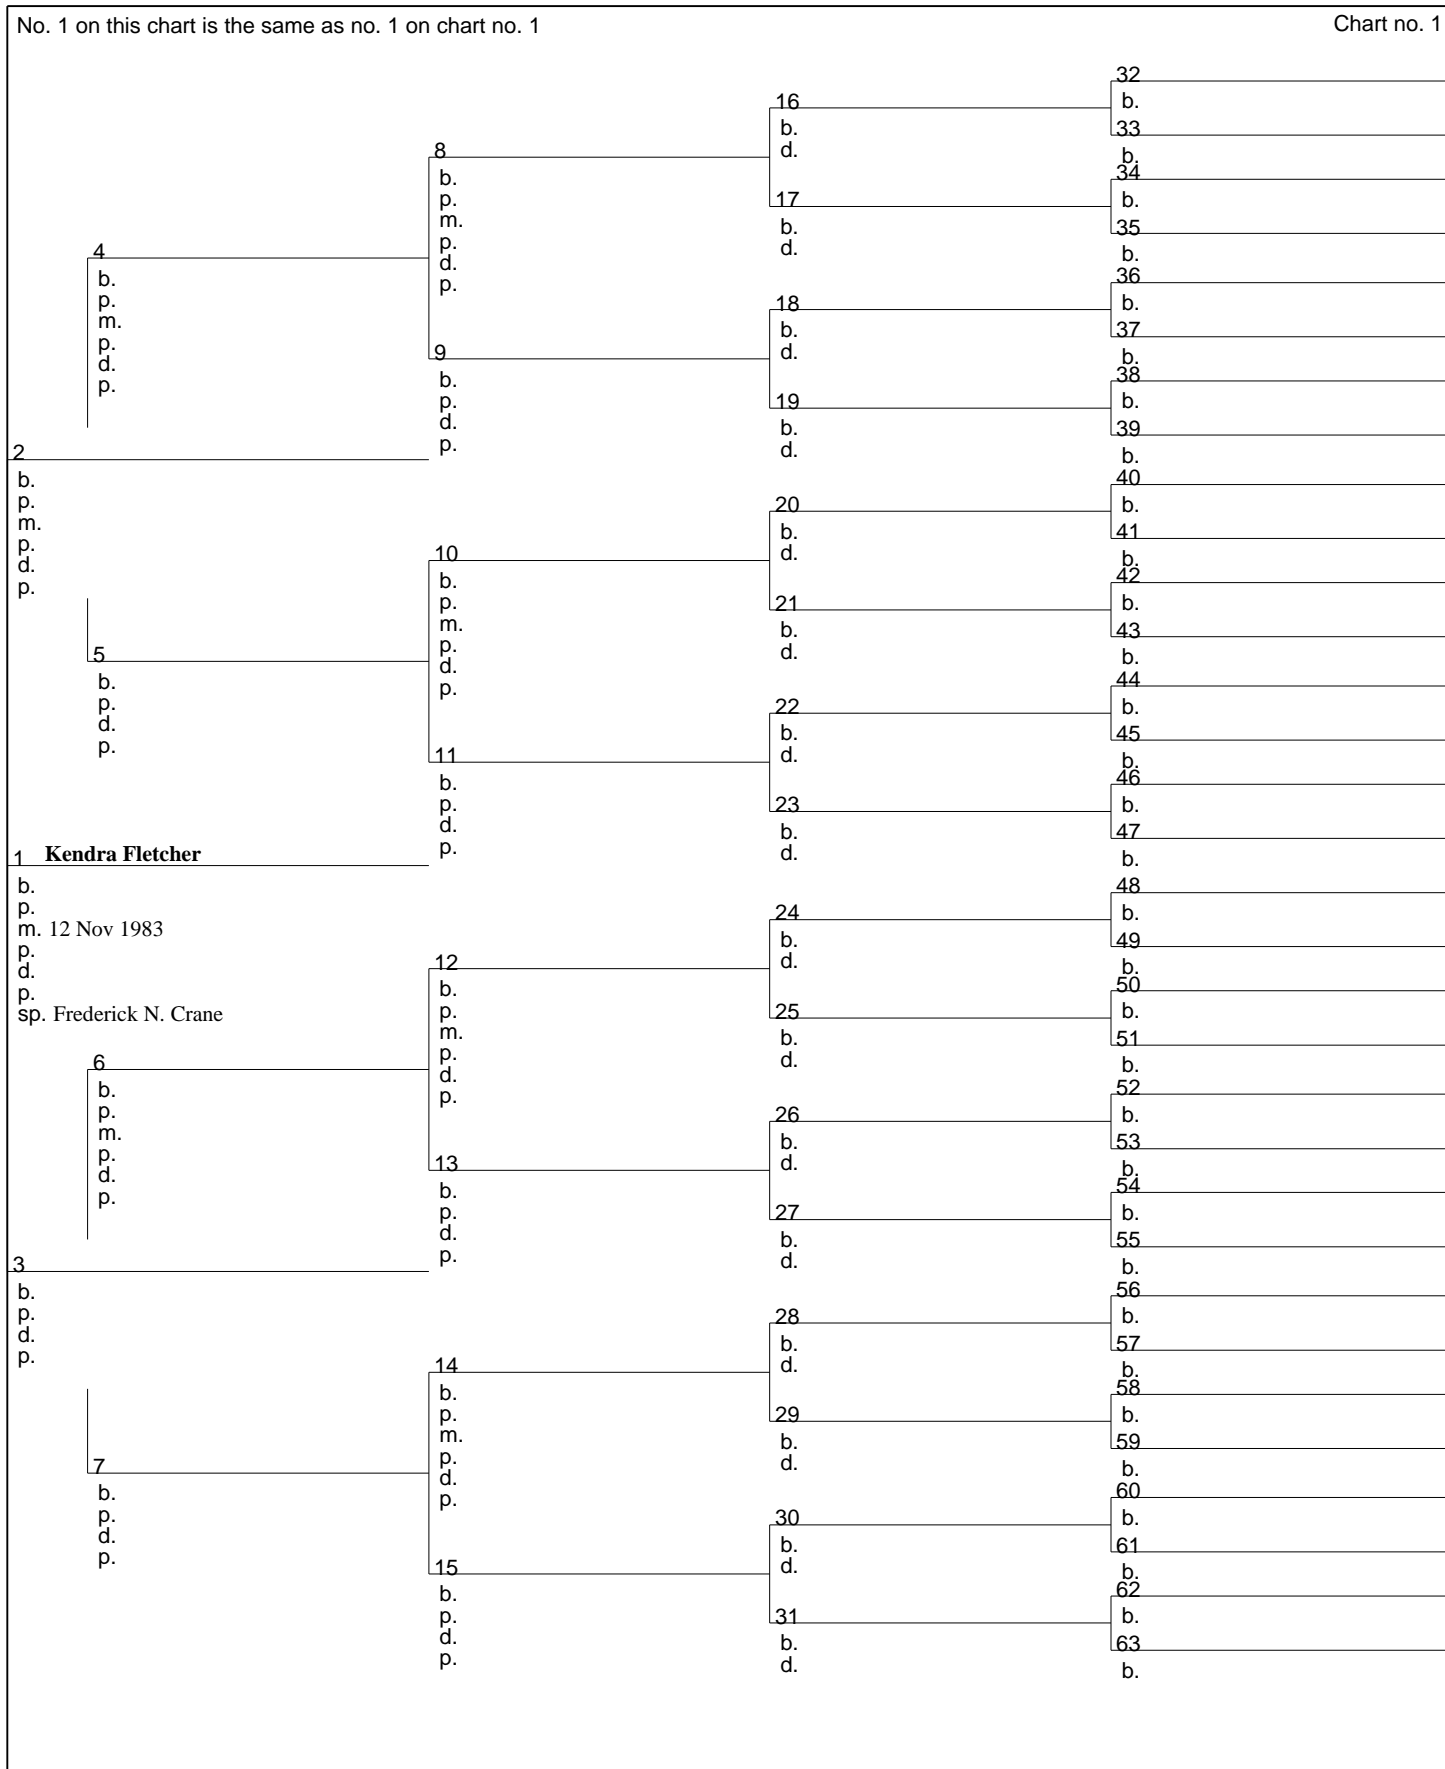 No. 1 on this chart is the same as no. 1 on chart no. 1
Chart no. 1
2
b.
p.
m.
p.
d.
p.
1 Kendra Fletcher
b.
p.
m. 12 Nov 1983
p.
d.
p.
sp. Frederick N. Crane
3
b.
p.
d.
p.
4
b.
p.
m.
p.
d.
p.
5
b.
p.
d.
p.
6
b.
p.
m.
p.
d.
p.
7
b.
p.
d.
p.
8
b.
p.
m.
p.
d.
p.
9
b.
p.
d.
p.
10
b.
p.
m.
p.
d.
p.
11
b.
p.
d.
p.
12
b.
p.
m.
p.
d.
p.
13
b.
p.
d.
p.
14
b.
p.
m.
p.
d.
p.
15
b.
p.
d.
p.
16
b.
d.
17
b.
d.
18
b.
d.
19
b.
d.
20
b.
d.
21
b.
d.
22
b.
d.
23
b.
d.
24
b.
d.
25
b.
d.
26
b.
d.
27
b.
d.
28
b.
d.
29
b.
d.
30
b.
d.
31
b.
d.
32
b.
33
b.
34
b.
35
b.
36
b.
37
b.
38
b.
39
b.
40
b.
41
b.
42
b.
43
b.
44
b.
45
b.
46
b.
47
b.
48
b.
49
b.
50
b.
51
b.
52
b.
53
b.
54
b.
55
b.
56
b.
57
b.
58
b.
59
b.
60
b.
61
b.
62
b.
63
b.